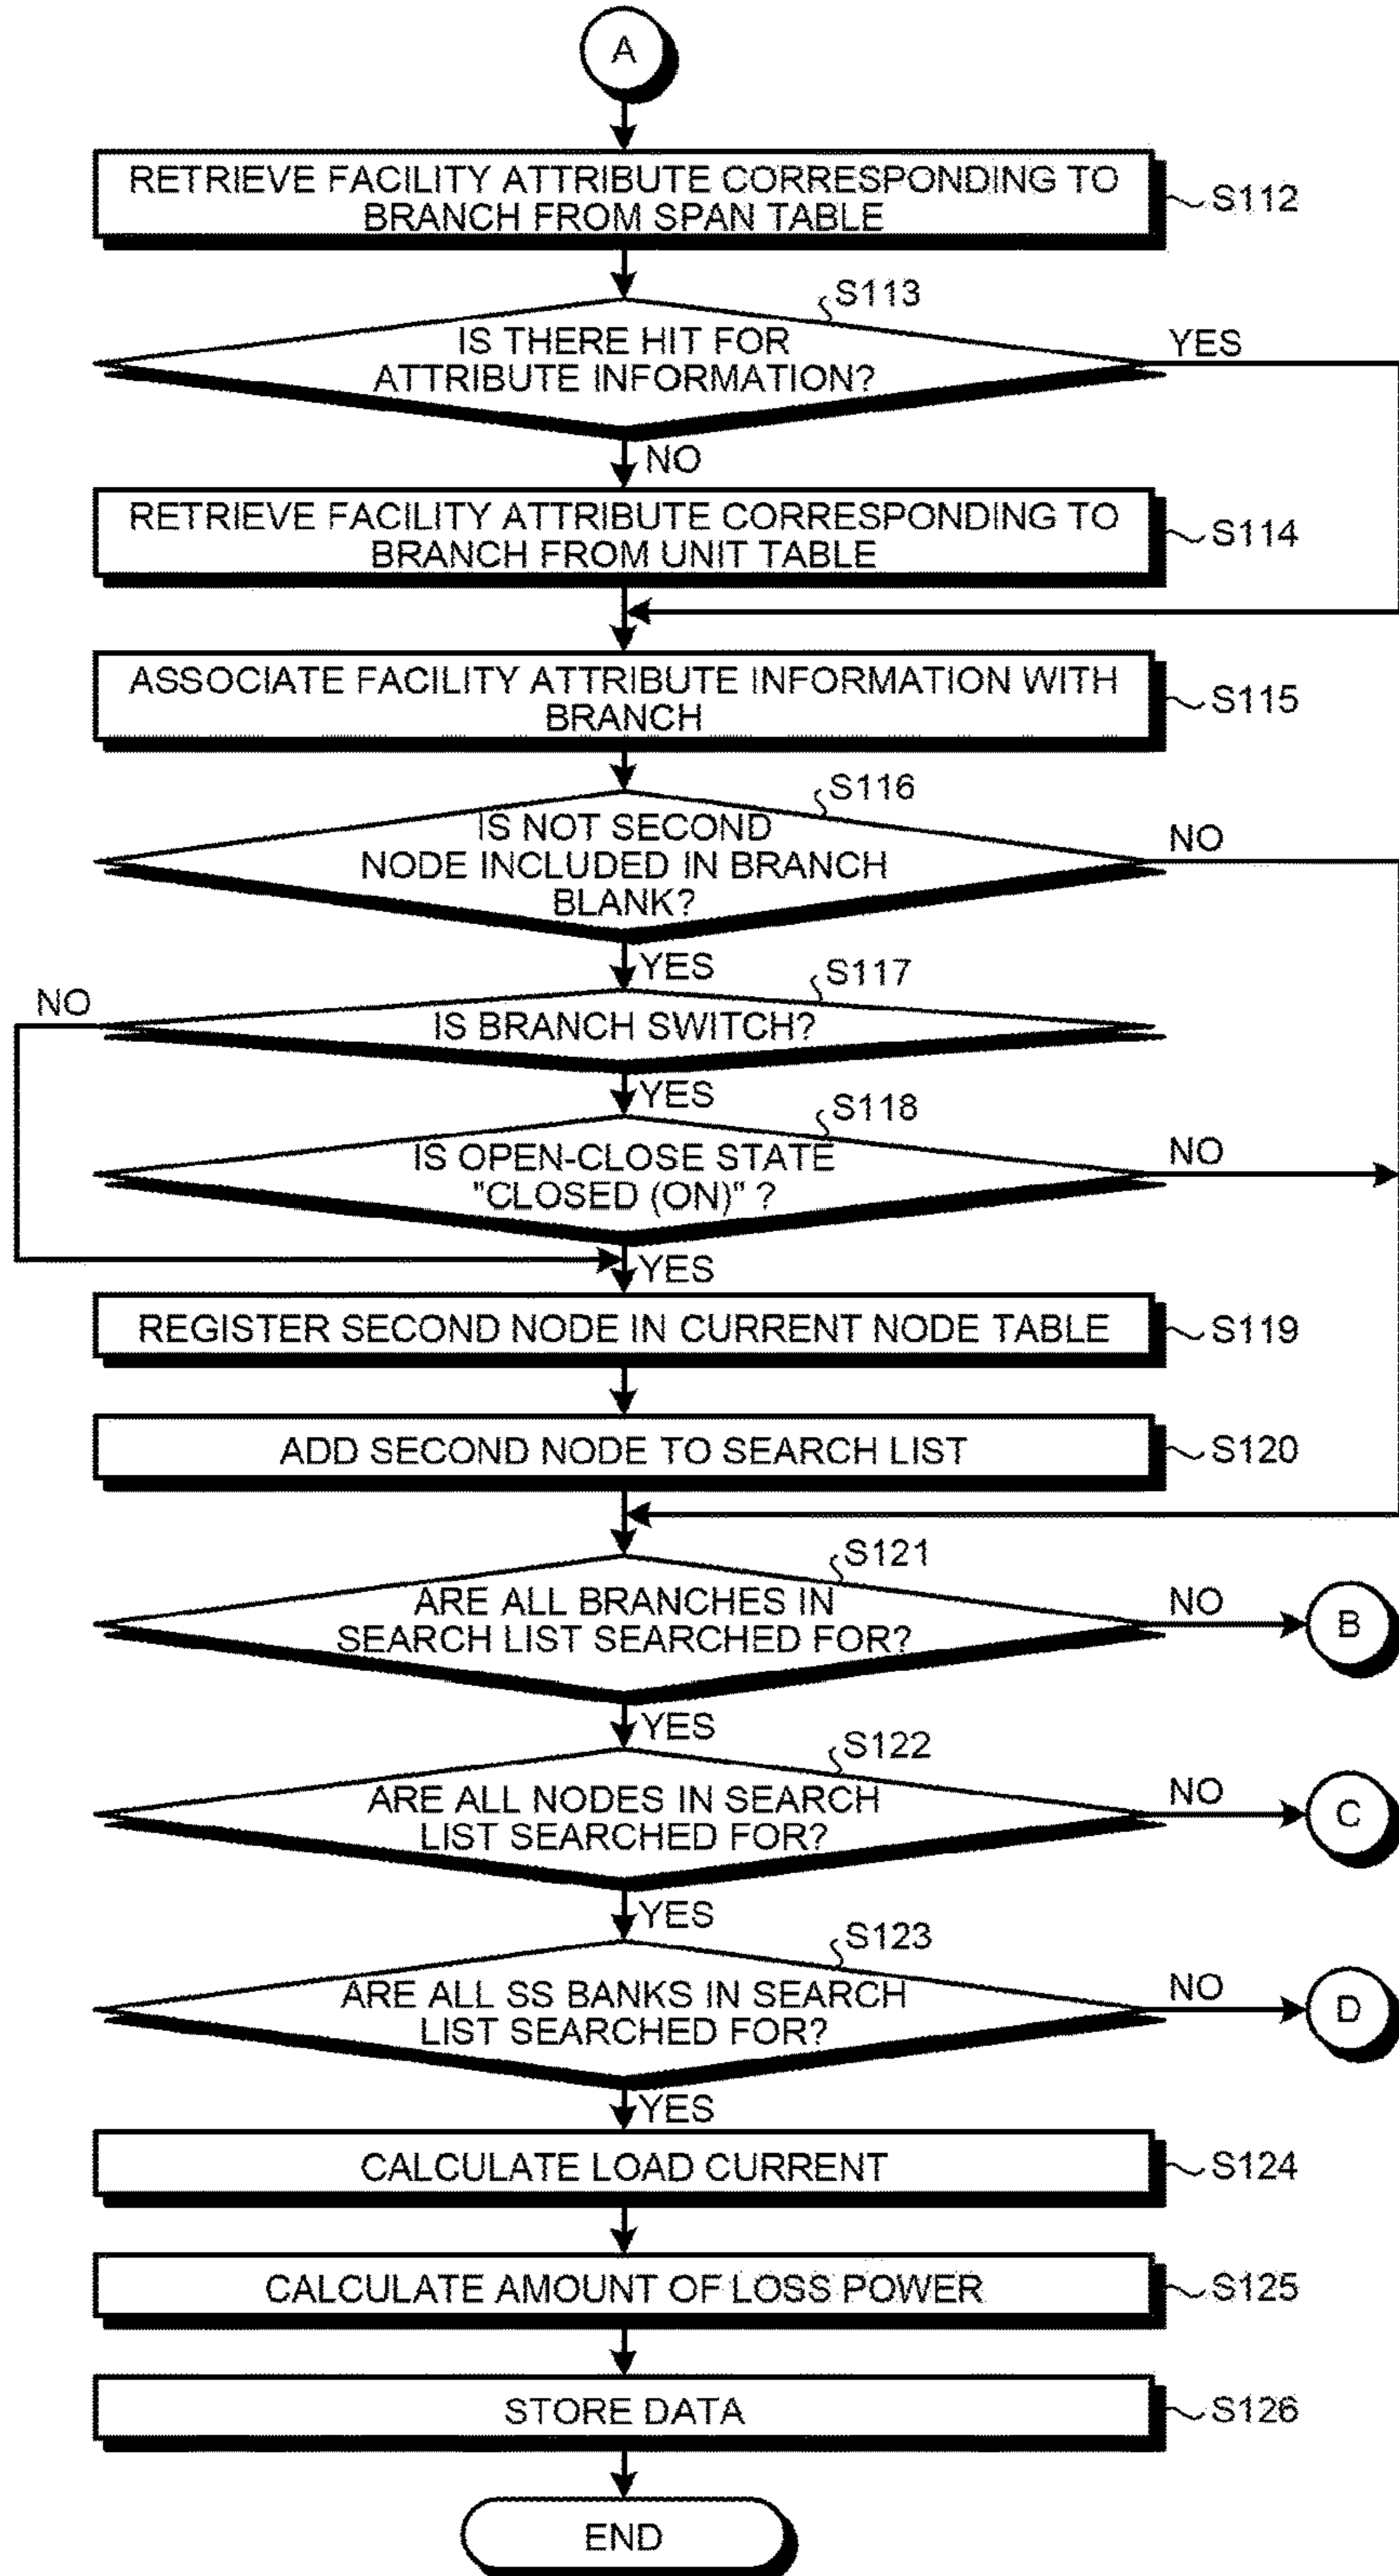 A
RETRIEVE FACILITY ATTRIBUTE CORRESPONDING TO
BRANCH FROM SPAN TABLE
S112
S113
IS THERE HIT FOR
ATTRIBUTE INFORMATION?
YES
NO
RETRIEVE FACILITY ATTRIBUTE CORRESPONDING TO
BRANCH FROM UNIT TABLE
S114
ASSOCIATE FACILITY ATTRIBUTE INFORMATION WITH
BRANCH
S115
S116
IS NOT SECOND
NODE INCLUDED IN BRANCH
BLANK?
NO
YES
S117
NO
IS BRANCH SWITCH?
YES
S118
IS OPEN-CLOSE STATE
"CLOSED (ON)" ?
NO
YES
REGISTER SECOND NODE IN CURRENT NODE TABLE
S119
ADD SECOND NODE TO SEARCH LIST
S120
S121
ARE ALL BRANCHES IN
SEARCH LIST SEARCHED FOR?
NO
B
YES
S122
ARE ALL NODES IN SEARCH
LIST SEARCHED FOR?
NO
C
YES
S123
ARE ALL SS BANKS IN SEARCH
LIST SEARCHED FOR?
NO
D
YES
CALCULATE LOAD CURRENT
S124
CALCULATE AMOUNT OF LOSS POWER
S125
STORE DATA
S126
END